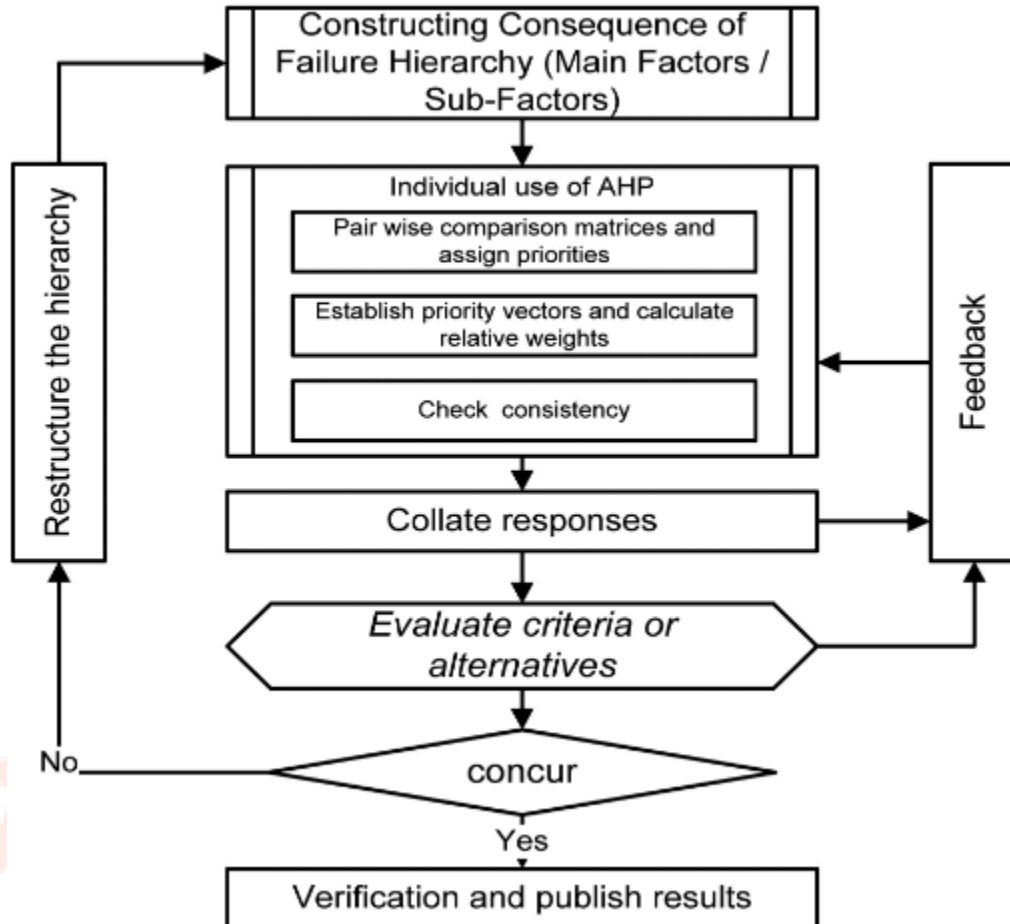 Constructing Consequence of
Failure Hierarchy (Main Factors /
Sub-Factors)
Individual use of AHP
Pair wise comparison matrices and
assign priorities
Establish priority vectors and calculate
relative weights
Check consistency
Restructure the hierarchy
Feedback
Collate responses
Evaluate criteria or
alternatives
concur
No
Yes
Verification and publish results